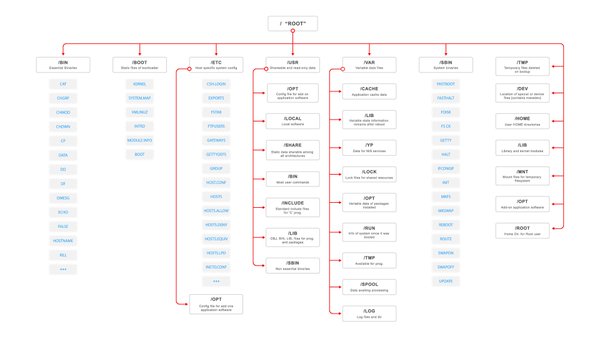 / "ROOT"
/BIN
Essential binaries
CAT
CHGRP
CHMOD
CHOWN
CP
DATA
DD
DF
DMESG
ECHO
FALSE
HOSTNAME
KILL
•••
/BOOT
Static files of bootloader
KERNEL
SYSTEM.MAP
VMLINUZ
INTRD
MODULE.INFO
BOOT
/ETC
Host specific system config
CSH.LOGIN
EXPORTS
FSTAB
FTPUSERS
GATEWAYS
GETTYDEFS
GROUP
HOST.CONF
HOSTS
HOSTS.ALLOW
HOSTS.DENY
HOSTS.EQUIV
HOSTS.LPD
INETD.CONF
•••
/OPT
Config file for add ons
application software
/USR
Shareable and read-only data
/OPT
Config file for add on
application software
/LOCAL
Local software
/SHARE
Static data sharable among
all architectures
/BIN
Most user command
/INCLUDE
Standard include files
for 'C' prog.
/LIB
OBJ, BIN, LIB, files for prog
and packages
/SBIN
Non essential binaries
/VAR
Variable data files
/CACHE
Application cache data
/LIB
Variable state information
remains after reboot
/YP
Data for NIS services
/LOCK
Lock files for shared resources
/OPT
Variable data of packages
installed
/RUN
Info of system since it was
booted
/TMP
Available for prog
/SPOOL
Data awaiting processing
/LOG
Log files and dir
/SBIN
System binaries
FASTBOOT
FASTHALT
FDISK
FSCK
GETTY
HALT
IFCONFIG
INIT
MKFS
MKSWAP
REBOOT
ROUTE
SWAPON
SWAPOFF
UPDATE
/TMP
Temporary files deleted
on bootup
/DEV
Location of special or device
files (contains makedev)
/HOME
User HOME directories
/LIB
Library and kernel modules
/MNT
Mount files for temporary
filesystem
/OPT
Add-on application software
/ROOT
Home Dir. for Root user